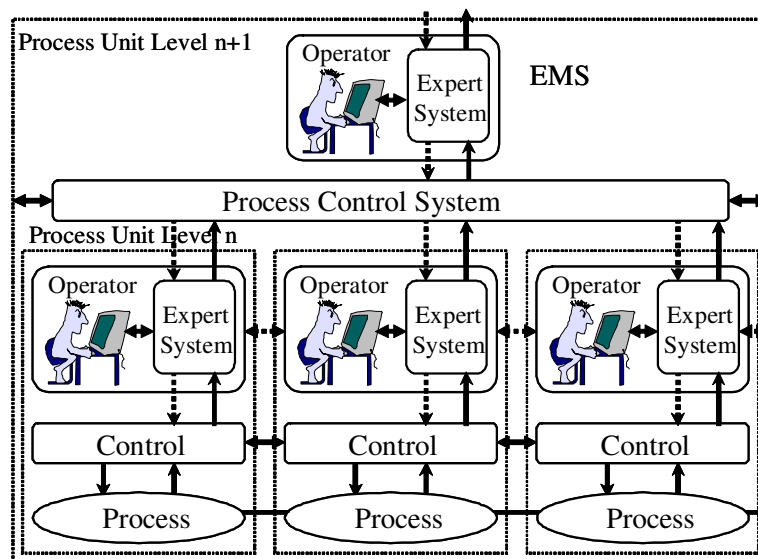 Process Unit Level n+1
Operator
Expert
System
EMS
Process Control System
Process Unit Level n
Operator
Expert
System
Operator
Expert
System
Operator
Expert
System
Control
Control
Control
Process
Process
Process